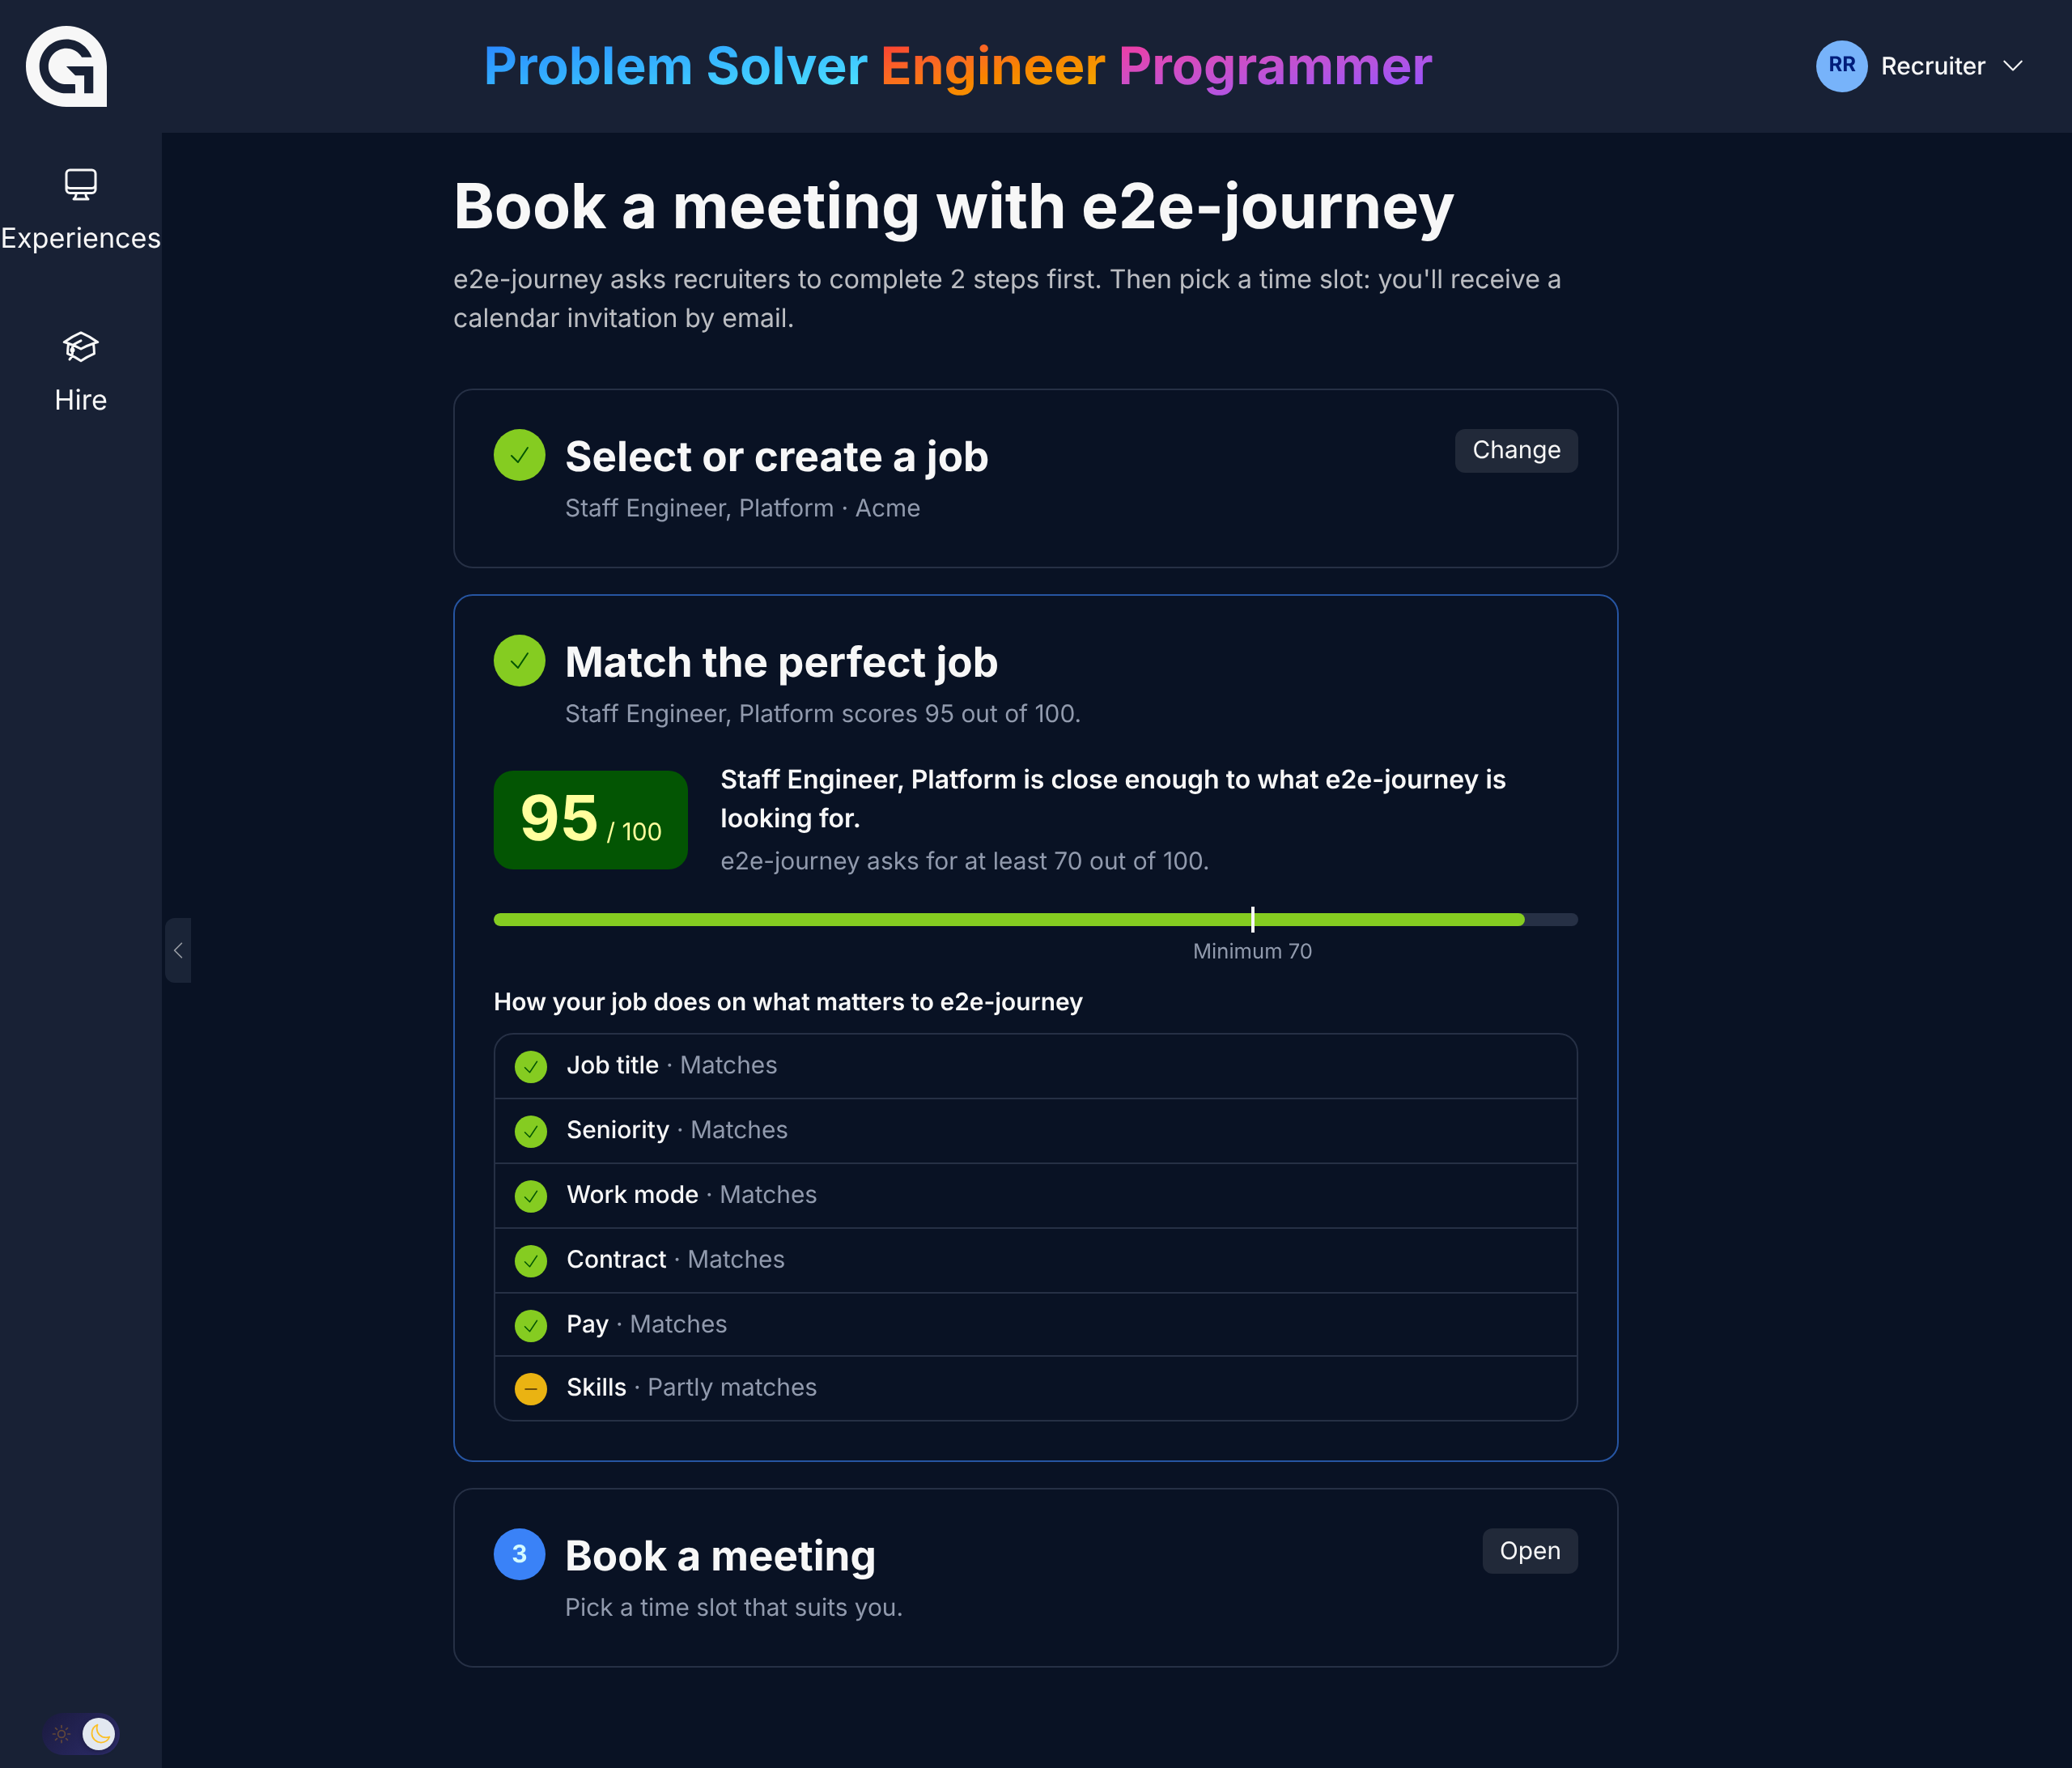 Problem Solver Engineer Programmer
RR Recruiter
Experiences
Hire
Book a meeting with e2e-journey
e2e-journey asks recruiters to complete 2 steps first. Then pick a time slot: you'll receive a
calendar invitation by email.
Select or create a job
Change
Staff Engineer, Platform · Acme
Match the perfect job
Staff Engineer, Platform scores 95 out of 100.
95 / 100
Staff Engineer, Platform is close enough to what e2e-journey is
looking for.
e2e-journey asks for at least 70 out of 100.
Minimum 70
How your job does on what matters to e2e-journey
Job title · Matches
Seniority · Matches
Work mode · Matches
Contract · Matches
Pay · Matches
Skills · Partly matches
3 Book a meeting
Open
Pick a time slot that suits you.